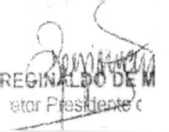 REGINALDO DE M
etor Presidente c